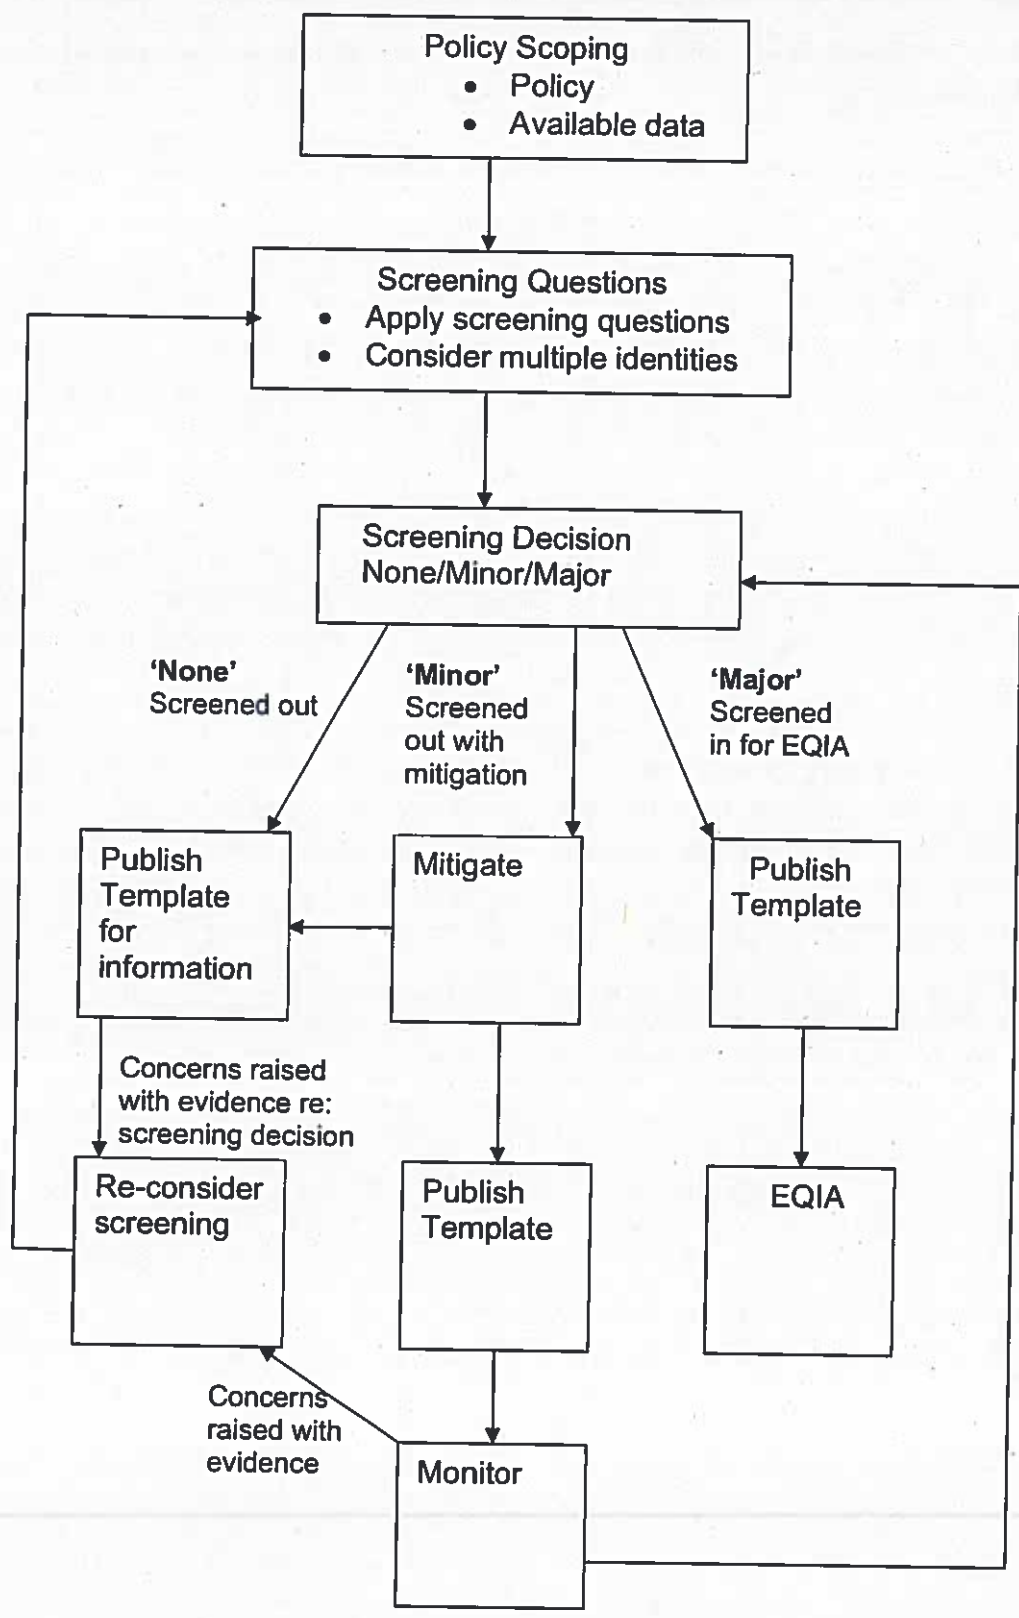 Policy Scoping
• Policy
• Available data
Screening Questions
• Apply screening questions
• Consider multiple identities
Screening Decision
None/Minor/Major
‘None’
Screened out
‘Minor’
Screened
out with
mitigation
‘Major’
Screened
in for EQIA
Publish
Template
for
information
Mitigate
Publish
Template
Concerns raised
with evidence re:
screening decision
Re-consider
screening
Publish
Template
EQIA
Concerns
raised with
evidence
Monitor